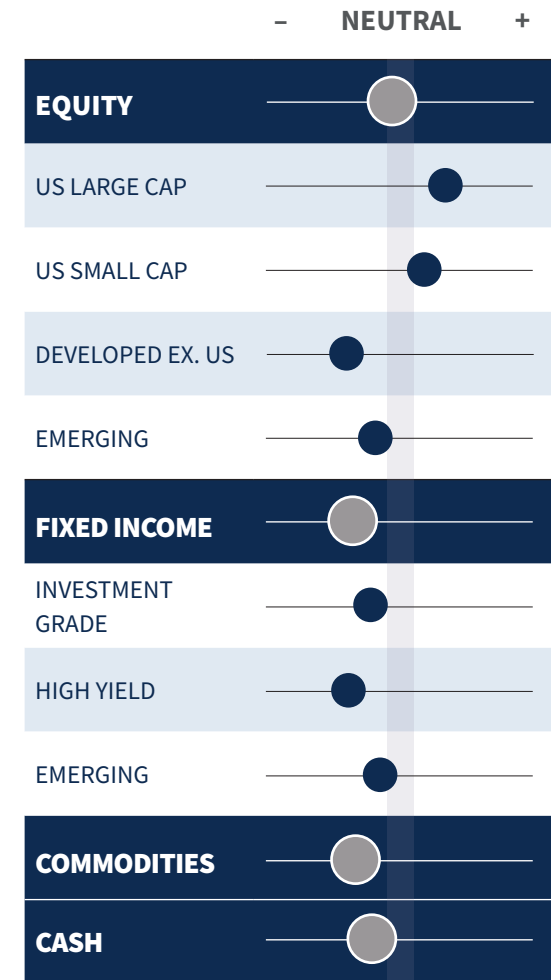 – NEUTRAL +
EQUITY
US LARGE CAP
US SMALL CAP
DEVELOPED EX. US
EMERGING
FIXED INCOME
INVESTMENT
GRADE
HIGH YIELD
EMERGING
COMMODITIES
CASH